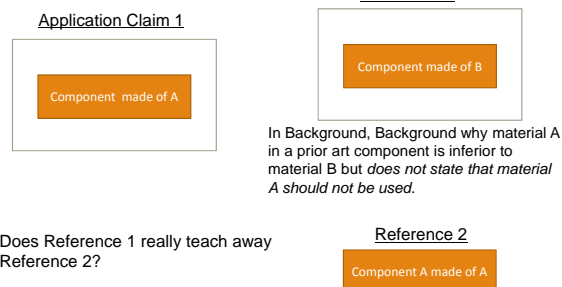 Application Claim 1
Component made of A
Component made of B
In Background, Background why material A
in a prior art component is inferior to
material B but does not state that material
A should not be used.
Does Reference 1 really teach away
Reference 2?
Reference 2
Component A made of A